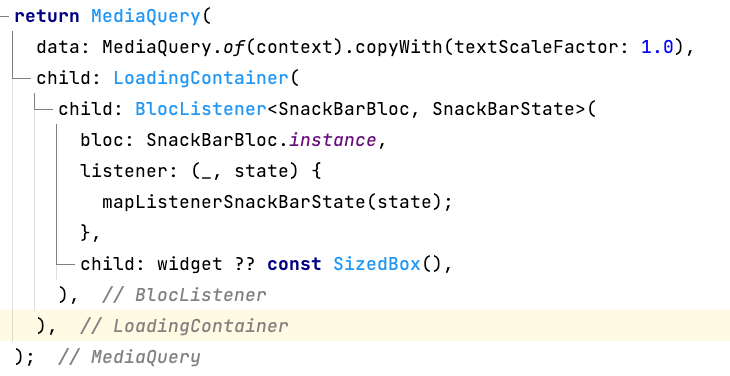 return MediaQuery(
data: MediaQuery.of(context).copyWith(textScaleFactor: 1.0),
child: LoadingContainer(
child: BlocListener<SnackBarBloc, SnackBarState>(
bloc: SnackBarBloc.instance,
listener: (_, state) {
mapListenerSnackBarState(state);
},
child: widget ?? const SizedBox(),
), // BlocListener
), // LoadingContainer
); // MediaQuery